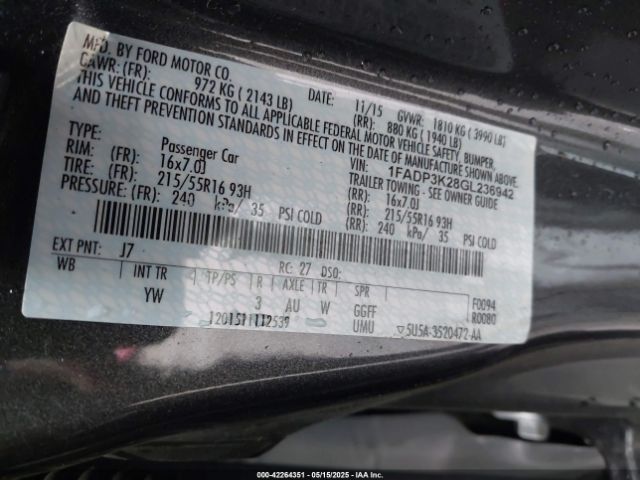 MFD. BY FORD MOTOR CO.
DATE: 11/15 GVWR: 1810 KG ( 3990 LB)
GAWR: (FR): 972 KG ( 2143 LB) (RR): 880 KG ( 1940 LB)
THIS VEHICLE CONFORMS TO ALL APPLICABLE FEDERAL MOTOR VEHICLE SAFETY, BUMPER,
AND THEFT PREVENTION STANDARDS IN EFFECT ON THE DATE OF MANUFACTURE SHOWN ABOVE.
VIN: 1FADP3K28GL236942
TYPE: Passenger Car TRAILER TOWING - SEE OWNER GUIDE
RIM: (FR): 16x7.0J (RR): 16x7.0J
TIRE: (FR): 215/55R16 93H (RR): 215/55R16 93H
PRESSURE: (FR): 240 kPa/ 35 PSI COLD (RR): 240 kPa/ 35 PSI COLD
EXT PNT: J7 RC: 27 DSO:
WB INT TR TP/PS R AXLE TR SPR F0094
YW 3 AU W GGFF R0080
1201511112539 UMU ▽5U5A-3520472-AA
000-42264351 - 05/15/2025 - IAAI, Inc.